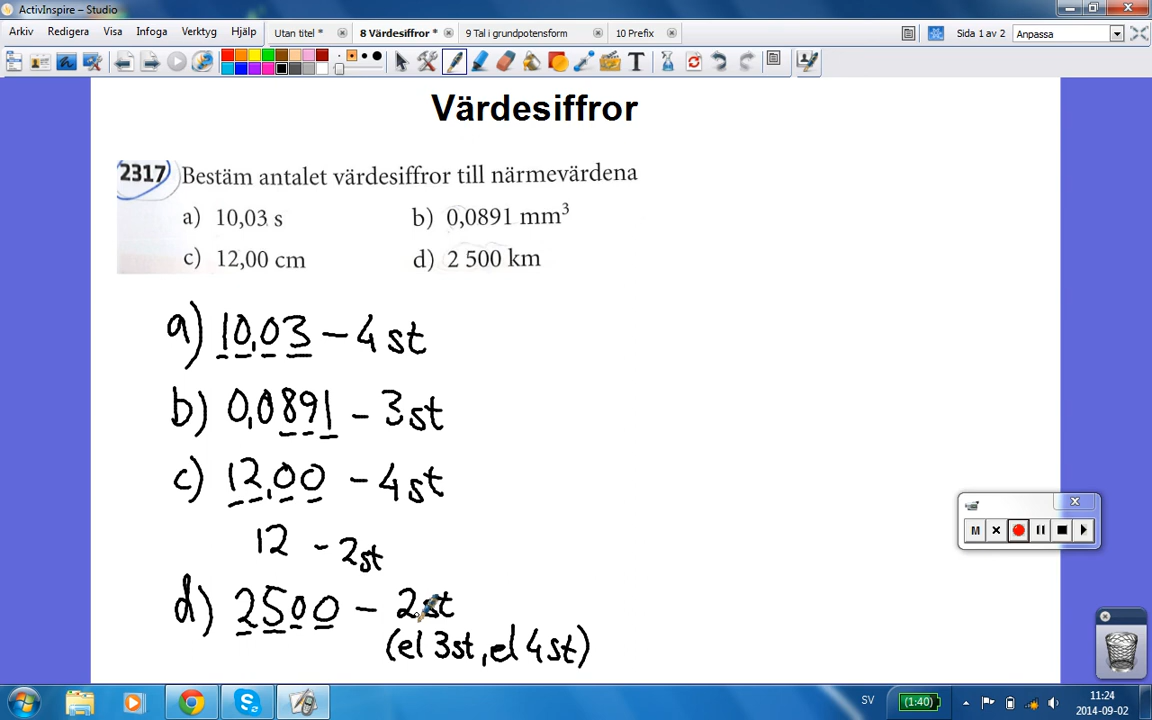 ActivInspire – Studio
Arkiv Redigera Visa Infoga Verktyg Hjälp Untan titel * 8 Värdesiffror * 9 Tal i grundpotensform 10 Prefix Sida 1 av 2 Anpassa
Värdesiffror
2317 Bestäm antalet värdesiffror till närmevärdena
a) 10,03 s b) 0,0891 mm³
c) 12,00 cm d) 2 500 km
a) 10,03 – 4 st
b) 0,0891 – 3 st
c) 12,00 – 4 st
12 – 2 st
d) 2500 – 2 st
(el 3 st, el 4 st)
M
SV (1:40) 11:24
2014-09-02